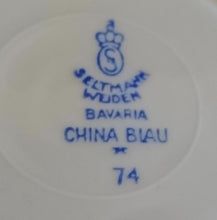 S
SELTMANN
WEIDEN
BAVARIA
CHINA BLAU
74